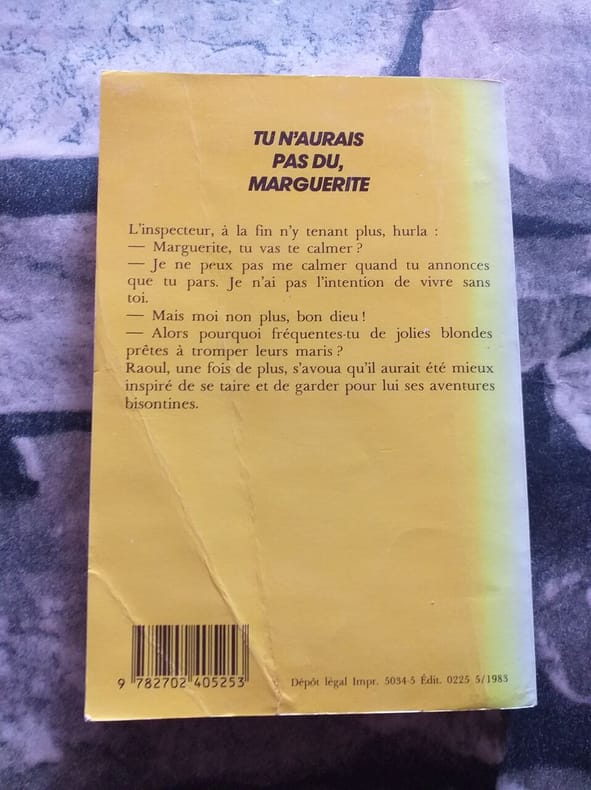 TU N'AURAIS
PAS DU,
MARGUERITE
L'inspecteur, à la fin n'y tenant plus, hurla :
— Marguerite, tu vas te calmer ?
— Je ne peux pas me calmer quand tu annonces
que tu pars. Je n'ai pas l'intention de vivre sans
toi.
— Mais moi non plus, bon dieu !
— Alors pourquoi fréquentes-tu de jolies blondes
prêtes à tromper leurs maris ?
Raoul, une fois de plus, s'avoua qu'il aurait été mieux
inspiré de se taire et de garder pour lui ses aventures
bisontines.
9 782702 405253
Dépôt légal Impr. 5034-5 Édit. 0225 5/1983